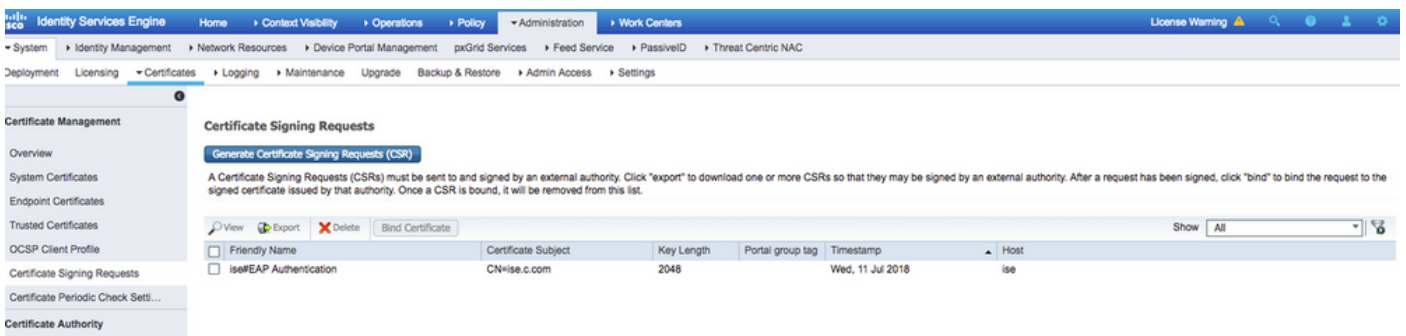 Identity Services Engine Home Context Visibility Operations Policy Administration Work Centers License Warning
System Identity Management Network Resources Device Portal Management pxGrid Services Feed Service PassiveID Threat Centric NAC
Deployment Licensing Certificates Logging Maintenance Upgrade Backup & Restore Admin Access Settings
Certificate Management
Overview
System Certificates
Endpoint Certificates
Trusted Certificates
OCSP Client Profile
Certificate Signing Requests
Certificate Periodic Check Setti...
Certificate Authority
Certificate Signing Requests
Generate Certificate Signing Requests (CSR)
A Certificate Signing Requests (CSRs) must be sent to and signed by an external authority. Click "export" to download one or more CSRs so that they may be signed by an external authority. After a request has been signed, click "bind" to bind the request to the
signed certificate issued by that authority. Once a CSR is bound, it will be removed from this list.
View Export Delete Bind Certificate Show All
Friendly Name Certificate Subject Key Length Portal group tag Timestamp Host
ise#EAP Authentication CN=ise.c.com 2048 Wed, 11 Jul 2018 ise